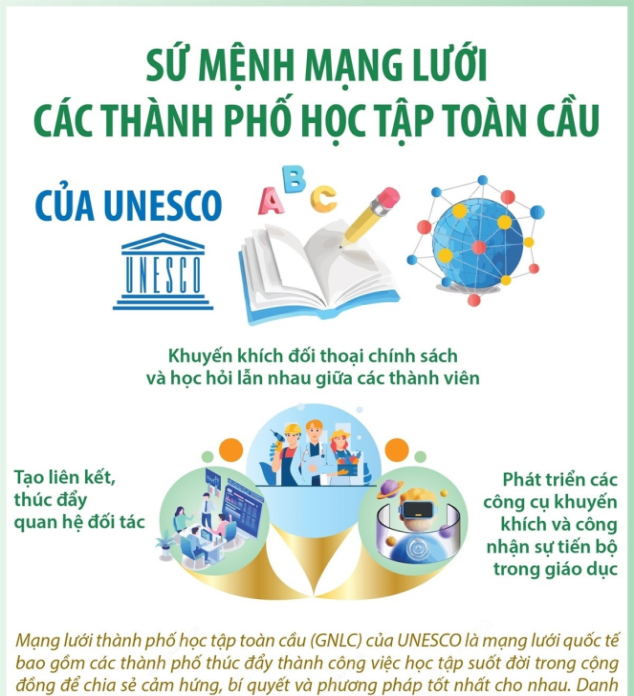 SỨ MỆNH MẠNG LƯỚI
CÁC THÀNH PHỐ HỌC TẬP TOÀN CẦU
CỦA UNESCO
UNESCO
A B C
Khuyến khích đối thoại chính sách
và học hỏi lẫn nhau giữa các thành viên
Tạo liên kết,
thúc đẩy
quan hệ đối tác
Phát triển các
công cụ khuyến
khích và công
nhận sự tiến bộ
trong giáo dục
Mạng lưới thành phố học tập toàn cầu (GNLC) của UNESCO là mạng lưới quốc tế
bao gồm các thành phố thúc đẩy thành công việc học tập suốt đời trong cộng
đồng để chia sẻ cảm hứng, bí quyết và phương pháp tốt nhất cho nhau. Danh